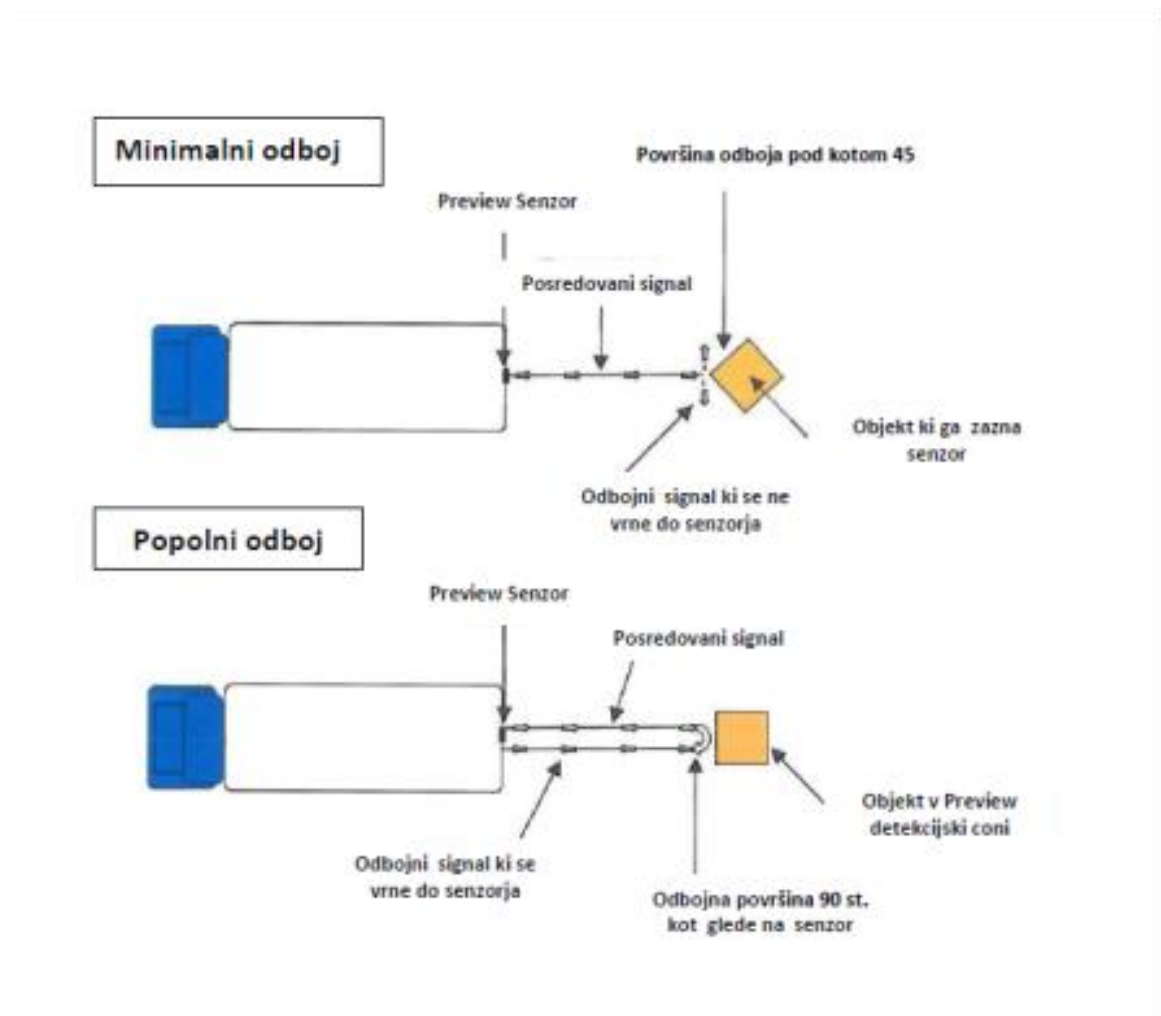 Minimalni odboj
Površina odboja pod kotom 45
Preview Senzor
Posredovani signal
Objekt ki ga zazna
senzor
Odbojni signal ki se ne
vrne do senzorja
Popolni odboj
Preview Senzor
Posredovani signal
Objekt v Preview
detekcijski coni
Odbojni signal ki se
vrne do senzorja
Odbojna površina 90 st.
kot glede na senzor